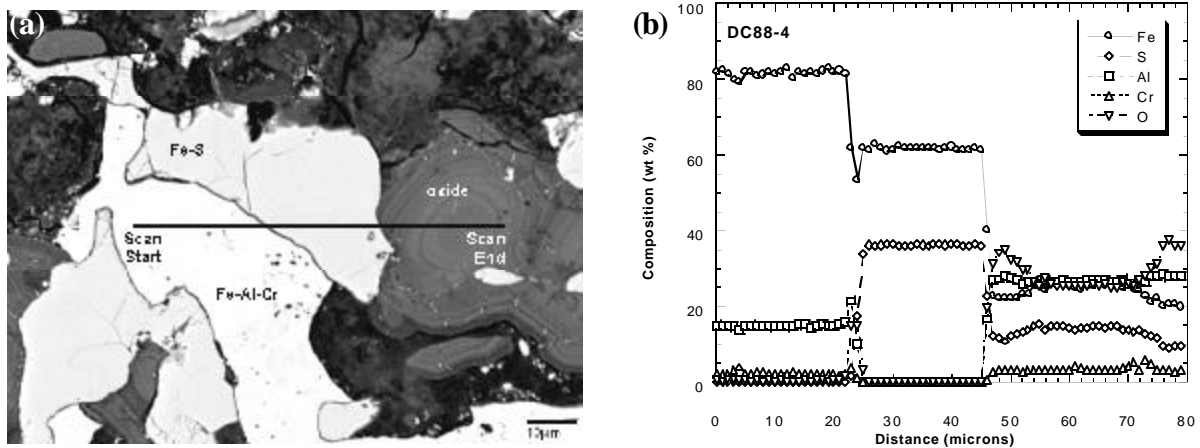 (a)
Fe-S
oxide
Scan
Start
Scan
End
Fe-Al-Cr
10µm
(b)
DC88-4
Fe
S
Al
Cr
O
100
80
60
40
20
0
Composition (wt %)
0 10 20 30 40 50 60 70 80
Distance (microns)